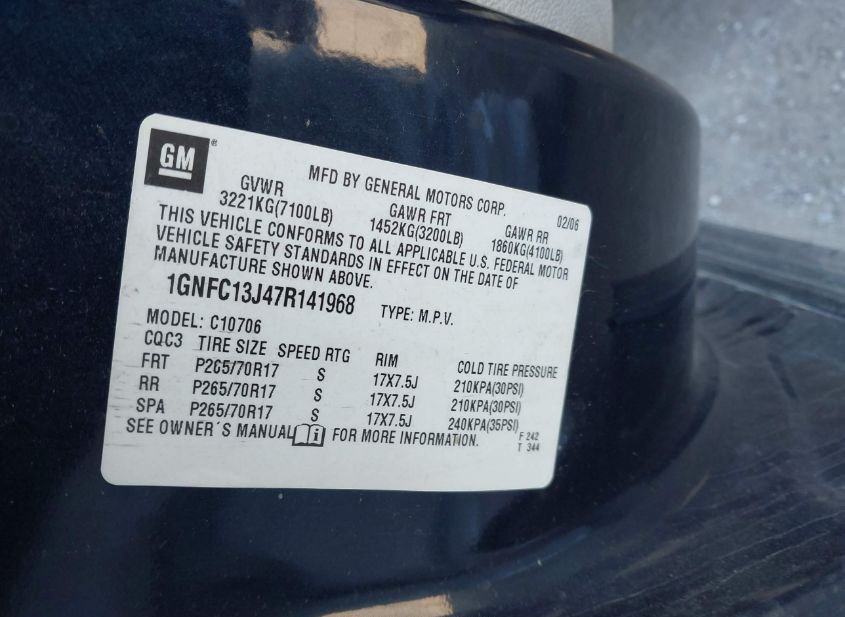 GM
MFD BY GENERAL MOTORS CORP.
02/06
GVWR GAWR FRT GAWR RR
3221KG(7100LB) 1452KG(3200LB) 1860KG(4100LB)
THIS VEHICLE CONFORMS TO ALL APPLICABLE U.S. FEDERAL MOTOR
VEHICLE SAFETY STANDARDS IN EFFECT ON THE DATE OF
MANUFACTURE SHOWN ABOVE.
1GNFC13J47R141968 TYPE: M.P.V.
MODEL: C10706
CQC3 TIRE SIZE SPEED RTG RIM COLD TIRE PRESSURE
FRT P265/70R17 S 17X7.5J 210KPA(30PSI)
RR P265/70R17 S 17X7.5J 210KPA(30PSI)
SPA P265/70R17 S 17X7.5J 240KPA(35PSI)
SEE OWNER´S MANUAL i FOR MORE INFORMATION.
F 242
T 344